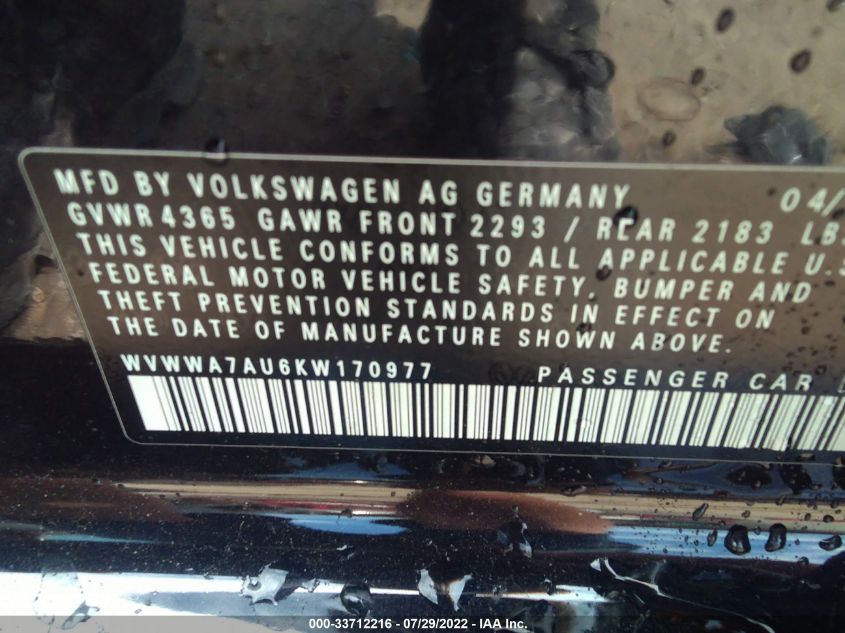 MFD BY VOLKSWAGEN AG GERMANY 04/
GVWR 4365 GAWR FRONT 2293 / REAR 2183 LBS
THIS VEHICLE CONFORMS TO ALL APPLICABLE U.S
FEDERAL MOTOR VEHICLE SAFETY, BUMPER AND
THEFT PREVENTION STANDARDS IN EFFECT ON
THE DATE OF MANUFACTURE SHOWN ABOVE.
WVWWA7AU6KW170977 PASSENGER CAR
000-33712216 - 07/29/2022 - IAA Inc.